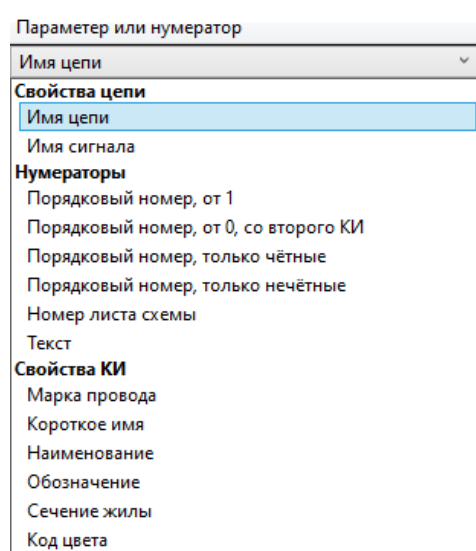 Параметр или нумератор
Имя цепи
Свойства цепи
Имя цепи
Имя сигнала
Нумераторы
Порядковый номер, от 1
Порядковый номер, от 0, со второго КИ
Порядковый номер, только чётные
Порядковый номер, только нечётные
Номер листа схемы
Текст
Свойства КИ
Марка провода
Короткое имя
Наименование
Обозначение
Сечение жилы
Код цвета